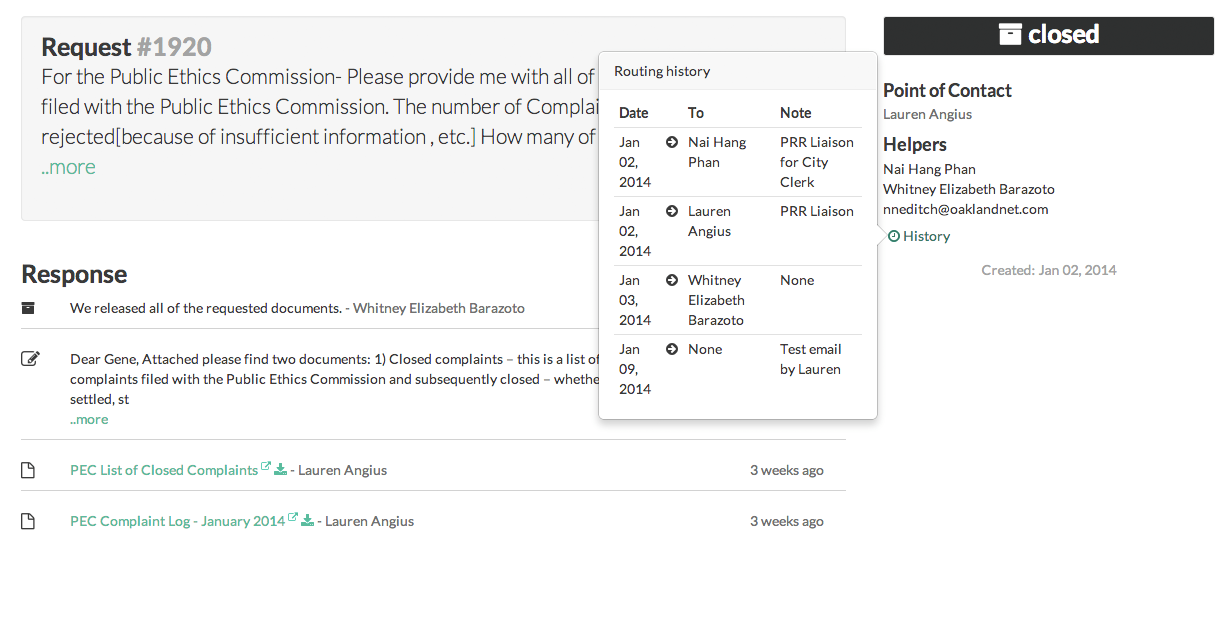 Request #1920
For the Public Ethics Commission- Please provide me with all of
filed with the Public Ethics Commission. The number of Complai
rejected[because of insufficient information , etc.] How many of
..more
Response
We released all of the requested documents. - Whitney Elizabeth Barazoto
Dear Gene, Attached please find two documents: 1) Closed complaints – this is a list of
complaints filed with the Public Ethics Commission and subsequently closed – whethe
settled, st
..more
PEC List of Closed Complaints - Lauren Angius 3 weeks ago
PEC Complaint Log - January 2014 - Lauren Angius 3 weeks ago
Routing history
Date To Note
Jan Nai Hang PRR Liaison
02, Phan for City
2014 Clerk
Jan Lauren PRR Liaison
02, Angius
2014
Jan Whitney None
03, Elizabeth
2014 Barazoto
Jan None Test email
09, by Lauren
2014
closed
Point of Contact
Lauren Angius
Helpers
Nai Hang Phan
Whitney Elizabeth Barazoto
nneditch@oaklandnet.com
History
Created: Jan 02, 2014